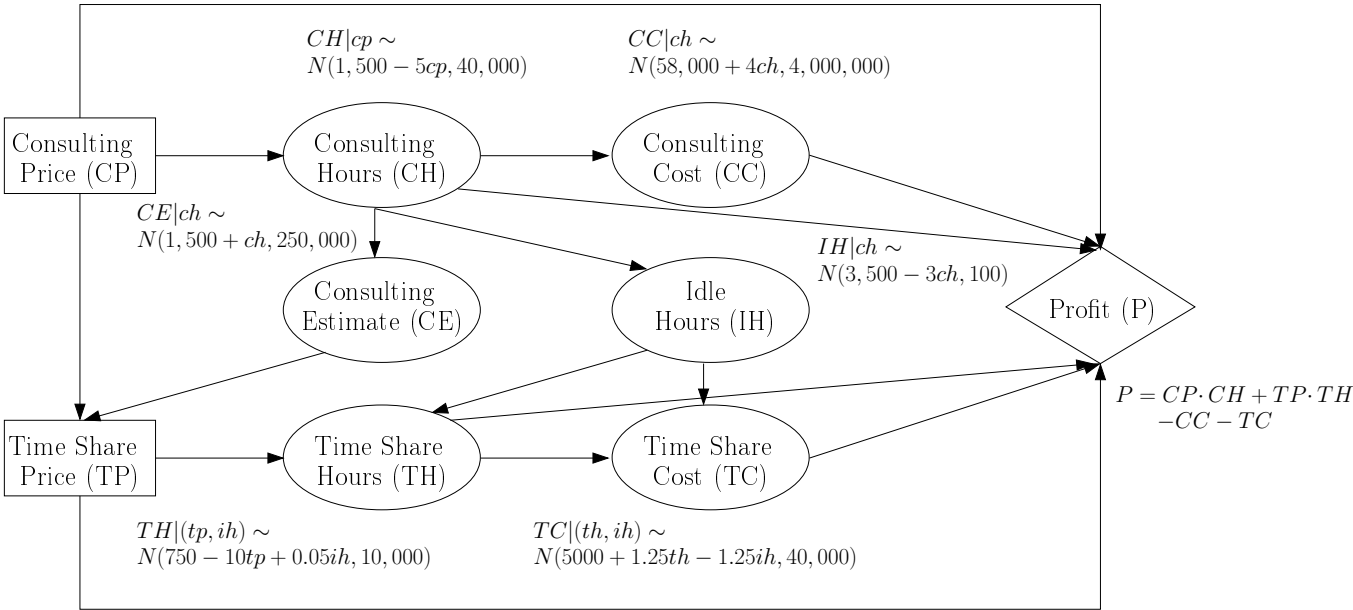 CH|cp ∼
N(1,500 − 5cp, 40,000)
CC|ch ∼
N(58,000 + 4ch, 4,000,000)
Consulting
Price (CP)
Consulting
Hours (CH)
Consulting
Cost (CC)
CE|ch ∼
N(1,500 + ch, 250,000)
IH|ch ∼
N(3,500 − 3ch, 100)
Consulting
Estimate (CE)
Idle
Hours (IH)
Profit (P)
P = CP·CH + TP·TH
−CC − TC
Time Share
Price (TP)
Time Share
Hours (TH)
Time Share
Cost (TC)
TH|(tp, ih) ∼
N(750 − 10tp + 0.05ih, 10,000)
TC|(th, ih) ∼
N(5000 + 1.25th − 1.25ih, 40,000)